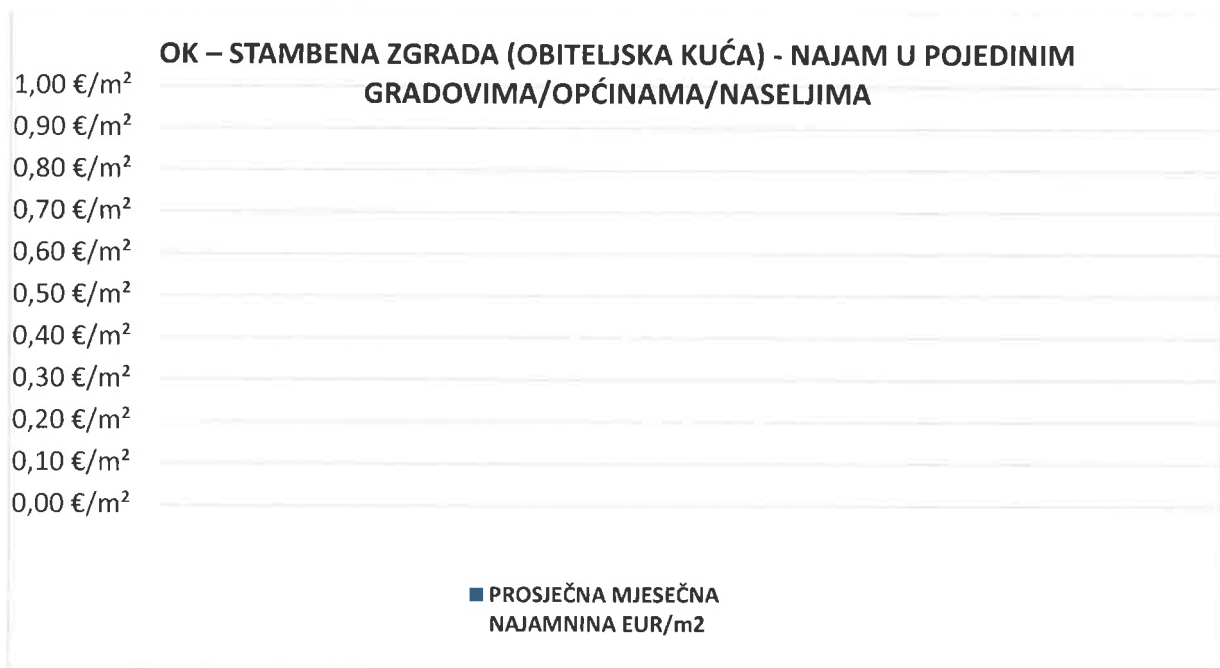 OK – STAMBENA ZGRADA (OBITELJSKA KUĆA) - NAJAM U POJEDINIM
GRADOVIMA/OPĆINAMA/NASELJIMA
1,00 €/m²
0,90 €/m²
0,80 €/m²
0,70 €/m²
0,60 €/m²
0,50 €/m²
0,40 €/m²
0,30 €/m²
0,20 €/m²
0,10 €/m²
0,00 €/m²
PROSJEČNA MJESEČNA
NAJAMNINA EUR/m2